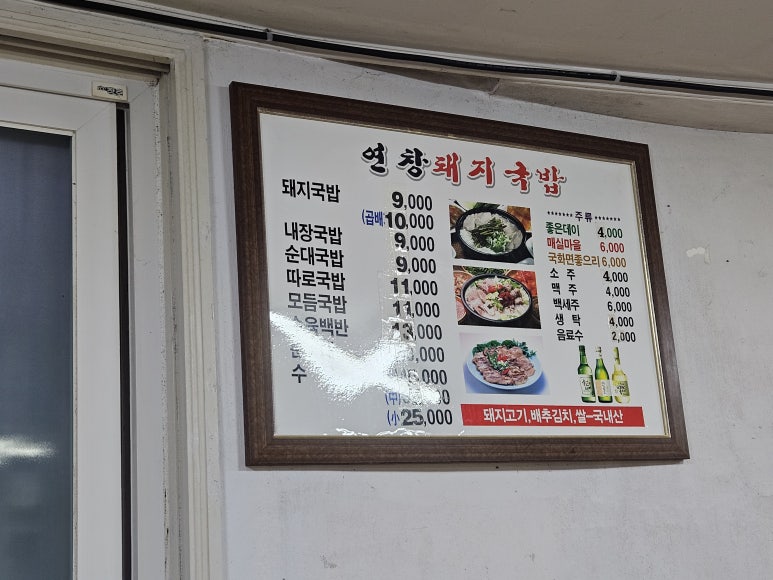 연창돼지국밥
돼지국밥 9,000
(곱배 10,000
내장국밥 9,000
순대국밥 9,000
따로국밥 11,000
모듬국밥 11,000
수육백반 13,000
수
(小 25,000
******* 주 류 *******
좋은데이 4,000
매실마을 6,000
국화면좋으리 6,000
소 주 4,000
맥 주 4,000
백세주 6,000
생 탁 4,000
음료수 2,000
돼지고기,배추김치,쌀-국내산